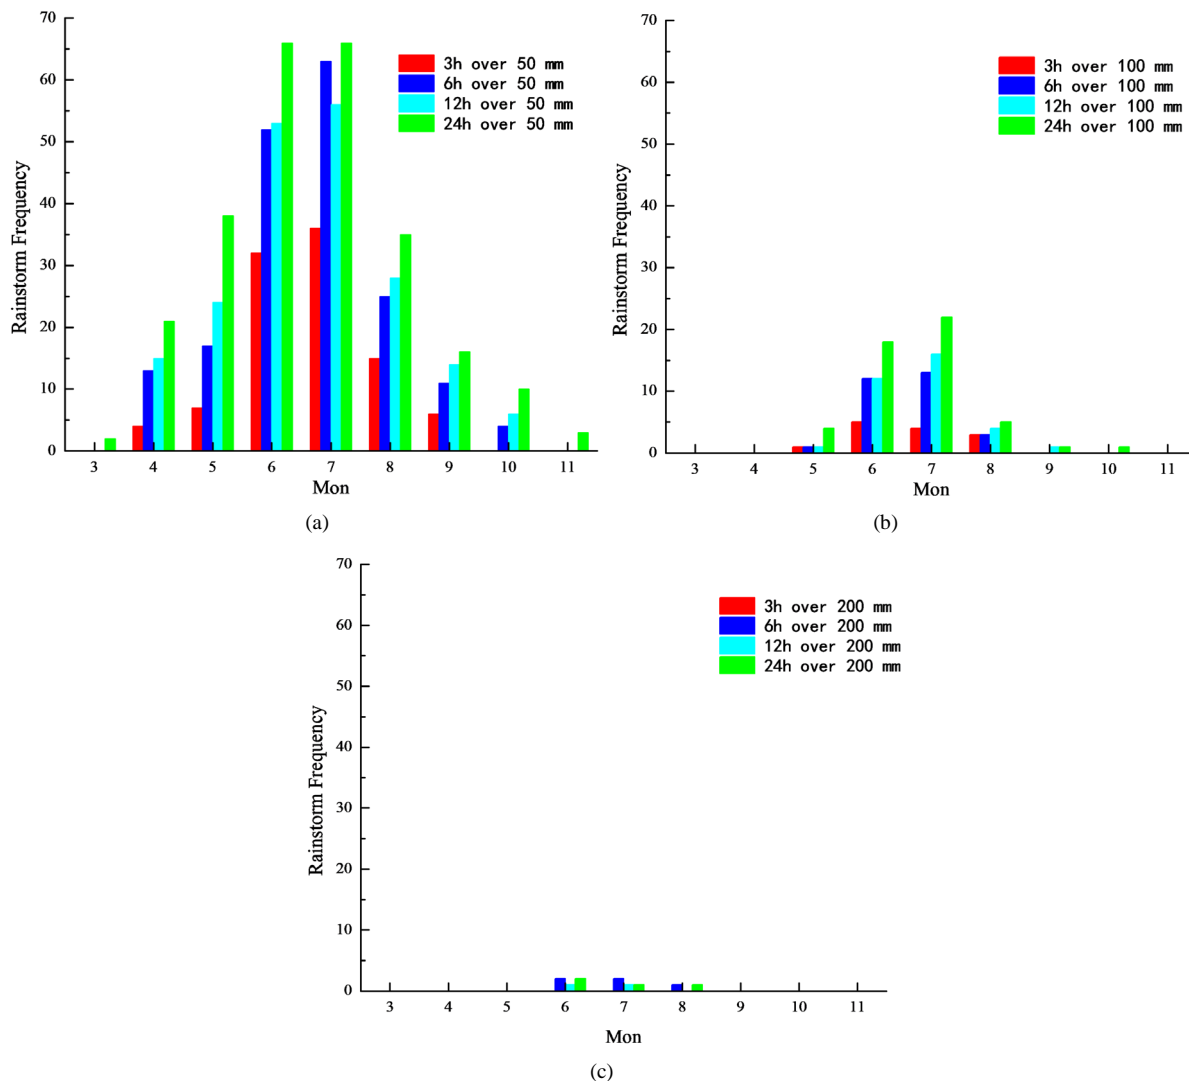 70
60
50
40
30
20
10
0
Rainstorm Frequency
3h over 50 mm
6h over 50 mm
12h over 50 mm
24h over 50 mm
3 4 5 6 7 8 9 10 11
Mon
(a)
70
60
50
40
30
20
10
0
Rainstorm Frequency
3h over 100 mm
6h over 100 mm
12h over 100 mm
24h over 100 mm
3 4 5 6 7 8 9 10 11
Mon
(b)
70
60
50
40
30
20
10
0
Rainstorm Frequency
3h over 200 mm
6h over 200 mm
12h over 200 mm
24h over 200 mm
3 4 5 6 7 8 9 10 11
Mon
(c)